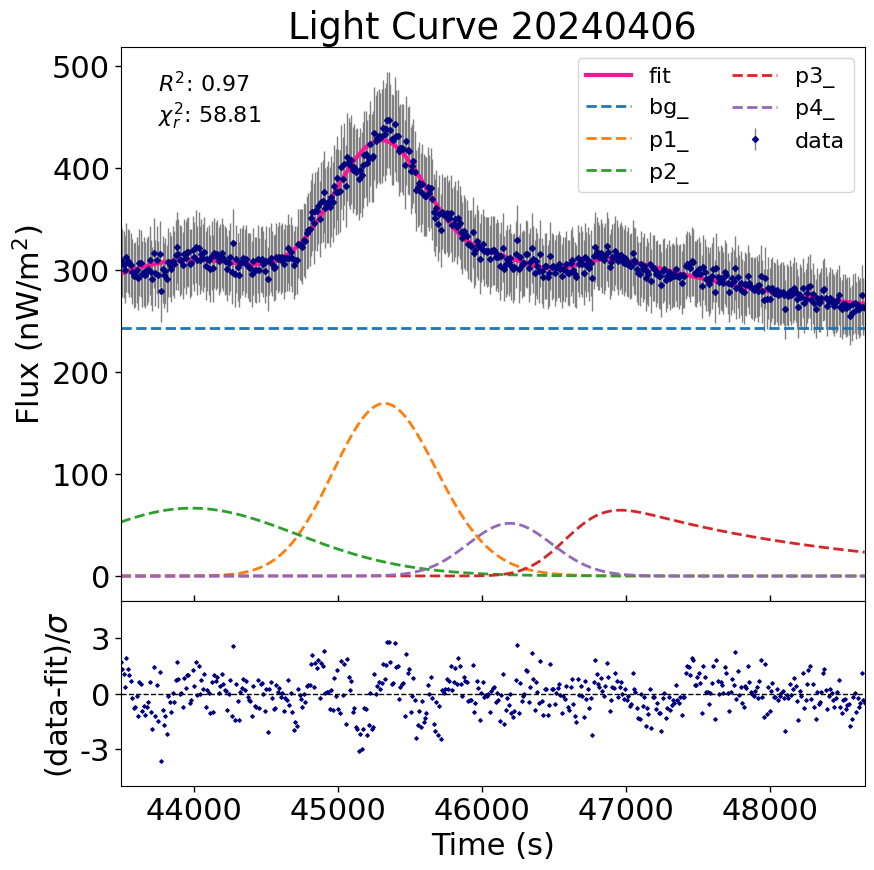 Light Curve 20240406
R²: 0.97
χ²ᵣ: 58.81
fit
bg_
p1_
p2_
p3_
p4_
data
Flux (nW/m²)
500
400
300
200
100
0
(data-fit)/σ
3
0
-3
44000 45000 46000 47000 48000
Time (s)